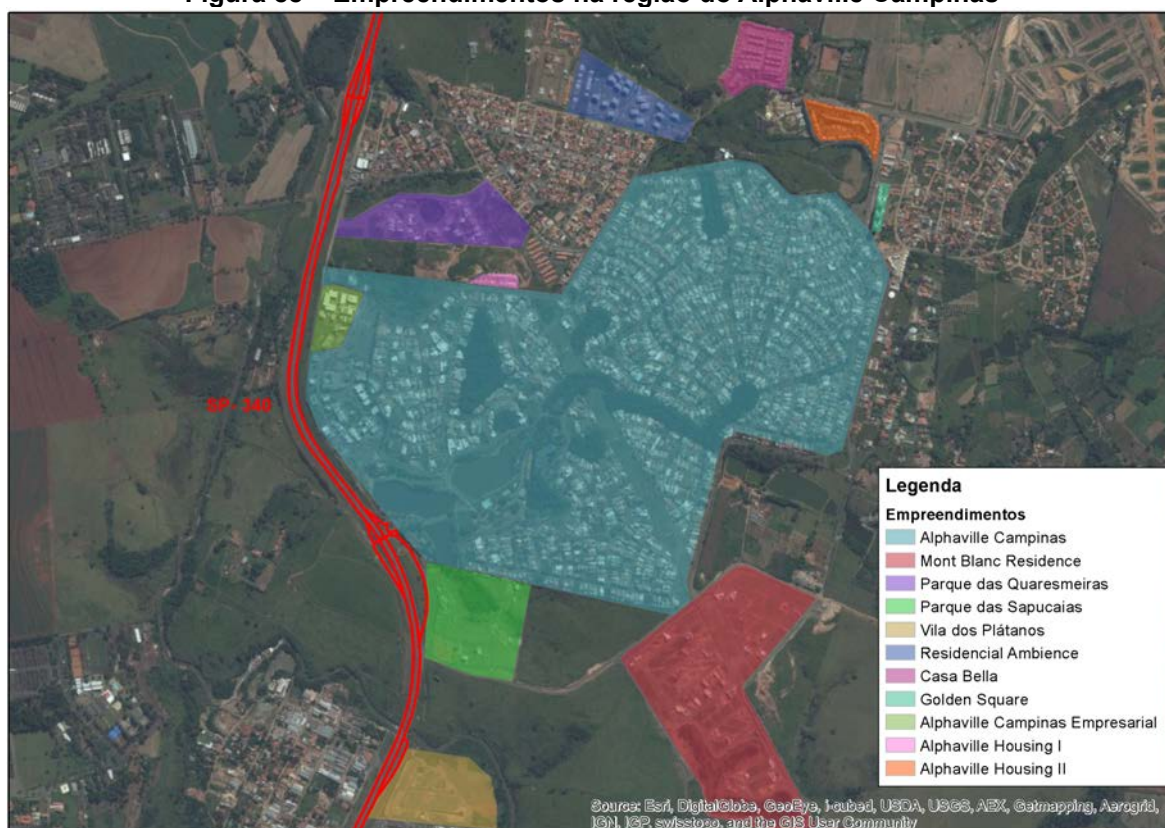 Empreendimentos na região do Alphaville Campinas
SP- 340
Legenda
Empreendimentos
Alphaville Campinas
Mont Blanc Residence
Parque das Quaresmeiras
Parque das Sapucaias
Vila dos Plátanos
Residencial Ambience
Casa Bella
Golden Square
Alphaville Campinas Empresarial
Alphaville Housing I
Alphaville Housing II
Source: Esri, DigitalGlobe, GeoEye, i-cubed, USDA, USGS, AEX, Getmapping, Aerogrid,
IGN, IGP, swisstopo, and the GIS User Community